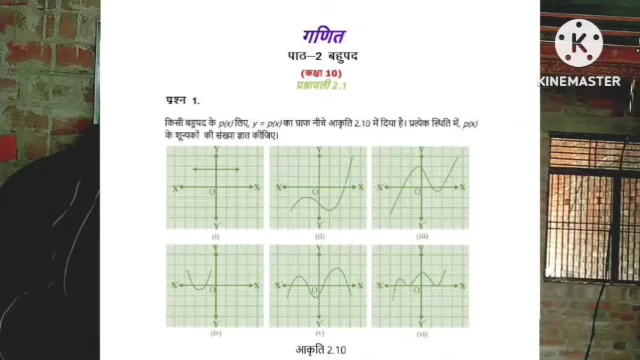 गणित
पाठ–2 बहुपद
(कक्षा 10)
प्रश्नावली 2.1
प्रश्न 1.
किसी बहुपद के p(x) लिए, y = p(x) का ग्राफ नीचे आकृति 2.10 में दिया है। प्रत्येक स्थिति में, p(x)
के शून्यकों की संख्या ज्ञात कीजिए।
Y
X' O X
Y'
(i)
Y
X' O X
Y'
(ii)
Y
X' O X
Y'
(iii)
Y
X' O X
Y'
(iv)
Y
X' O X
Y'
(v)
Y
X' O X
Y'
(vi)
आकृति 2.10
K
KINEMASTER